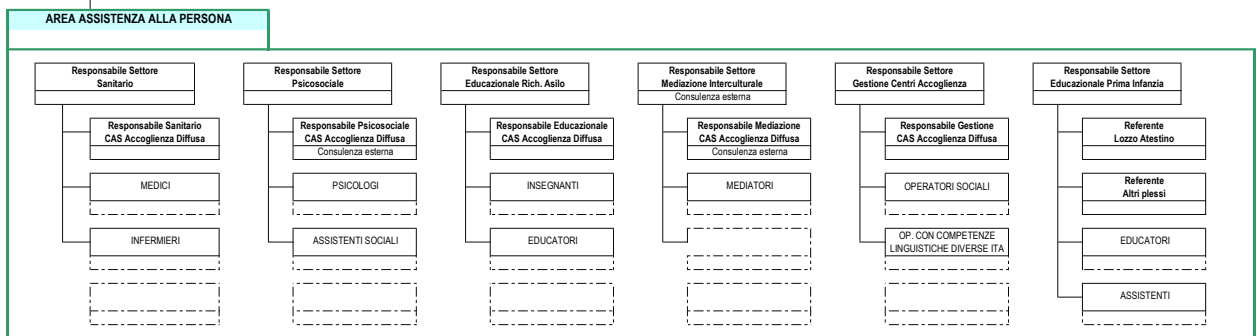 AREA ASSISTENZA ALLA PERSONA
Responsabile Settore
Sanitario
Responsabile Sanitario
CAS Accoglienza Diffusa
MEDICI
INFERMIERI
Responsabile Settore
Psicosociale
Responsabile Psicosociale
CAS Accoglienza Diffusa
Consulenza esterna
PSICOLOGI
ASSISTENTI SOCIALI
Responsabile Settore
Educazionale Rich. Asilo
Responsabile Educazionale
CAS Accoglienza Diffusa
INSEGNANTI
EDUCATORI
Responsabile Settore
Mediazione Interculturale
Consulenza esterna
Responsabile Mediazione
CAS Accoglienza Diffusa
Consulenza esterna
MEDIATORI
Responsabile Settore
Gestione Centri Accoglienza
Responsabile Gestione
CAS Accoglienza Diffusa
OPERATORI SOCIALI
OP. CON COMPETENZE
LINGUISTICHE DIVERSE ITA
Responsabile Settore
Educazionale Prima Infanzia
Referente
Lozzo Atestino
Referente
Altri plessi
EDUCATORI
ASSISTENTI